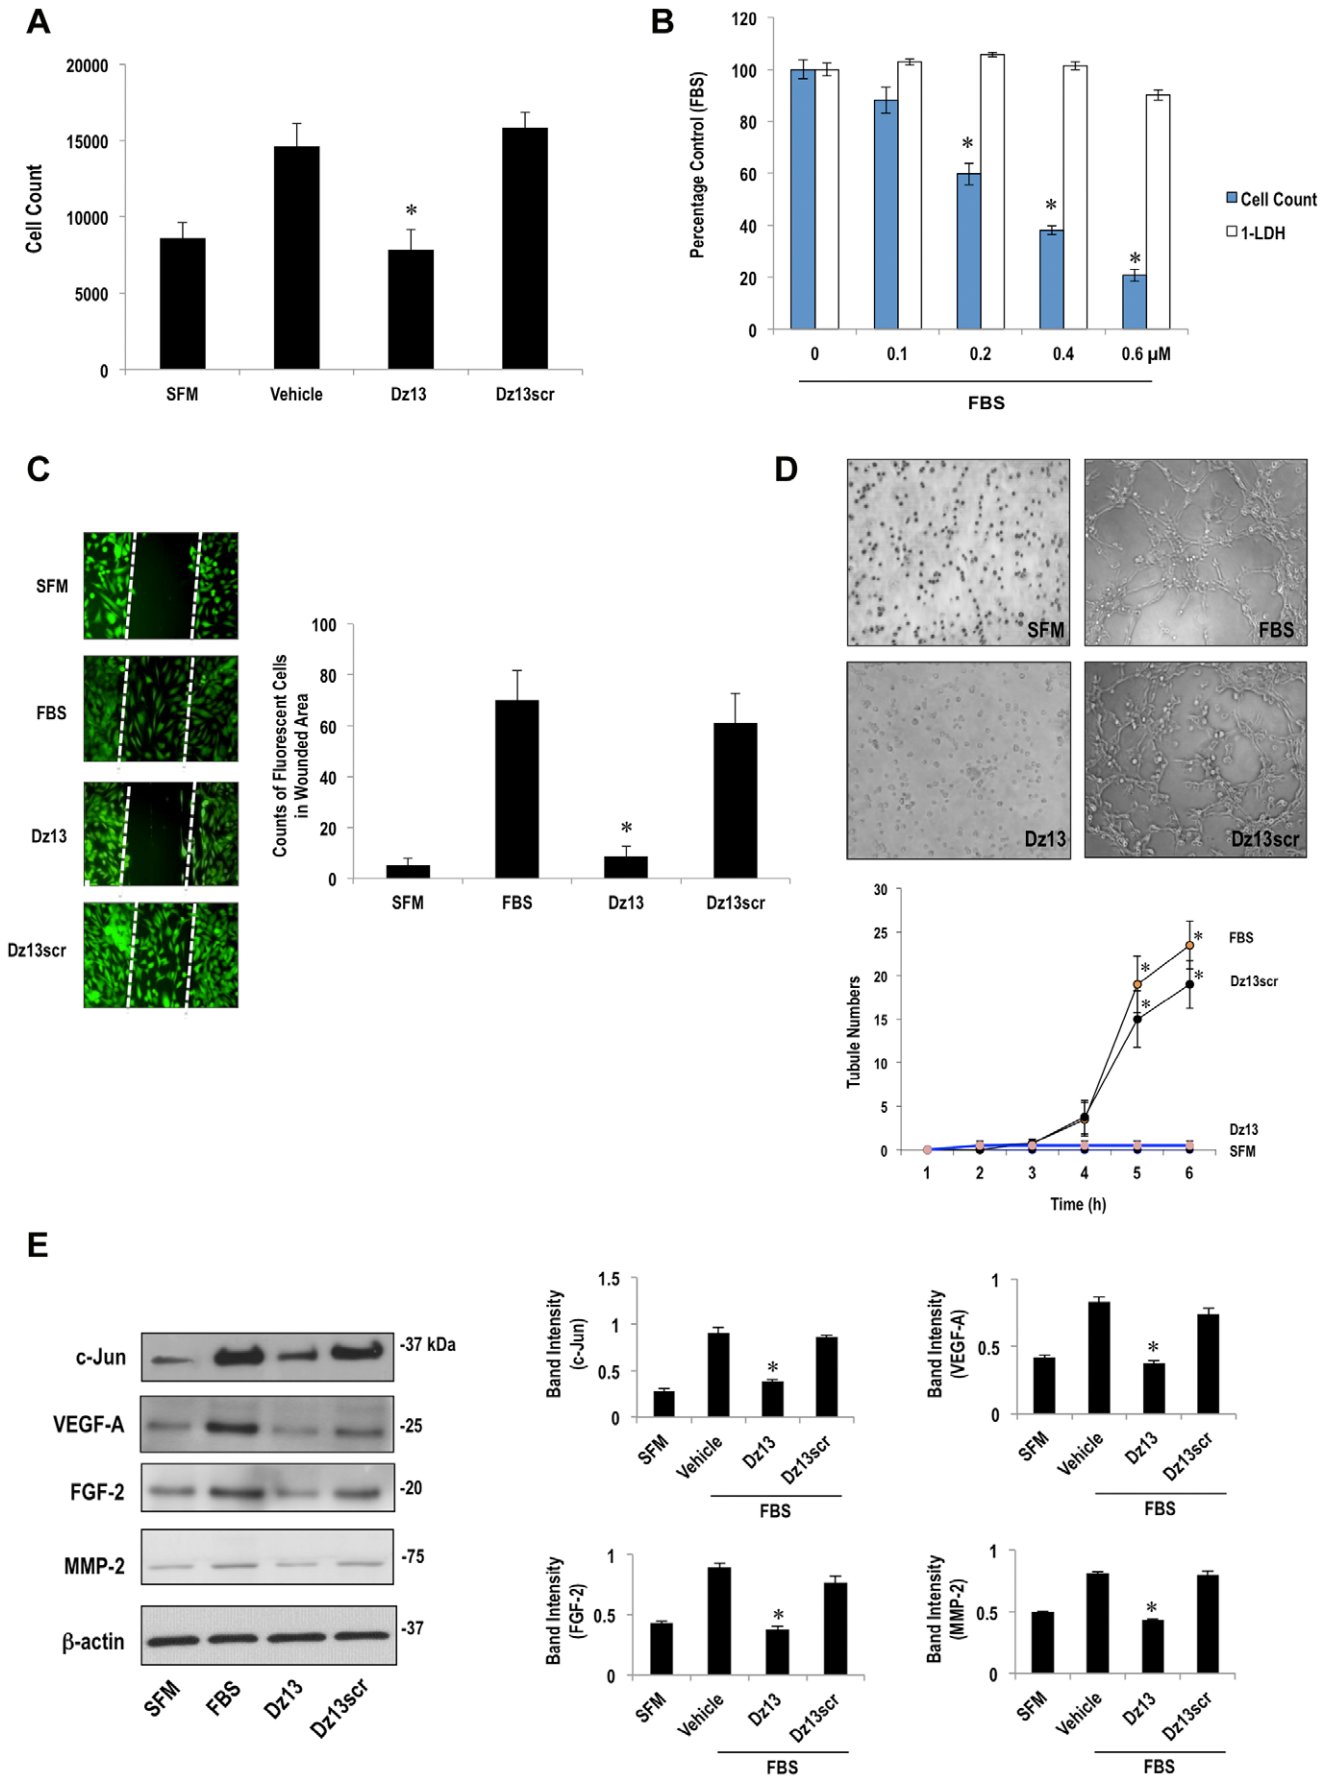 A
Cell Count
20000
15000
10000
5000
0
*
SFM Vehicle Dz13 Dz13scr
B
Percentage Control (FBS)
120
100
80
60
40
20
0
* * *
0 0.1 0.2 0.4 0.6 µM
FBS
Cell Count
1-LDH
C
SFM
FBS
Dz13
Dz13scr
Counts of Fluorescent Cells
in Wounded Area
100
80
60
40
20
0
*
SFM FBS Dz13 Dz13scr
D
SFM FBS
Dz13 Dz13scr
Tubule Numbers
30
25
20
15
10
5
0
* *
* *
FBS
Dz13scr
Dz13
SFM
1 2 3 4 5 6
Time (h)
E
c-Jun -37 kDa
VEGF-A -25
FGF-2 -20
MMP-2 -75
β-actin -37
SFM FBS Dz13 Dz13scr
Band Intensity
(c-Jun)
1.5
1
0.5
0
*
SFM Vehicle Dz13 Dz13scr
FBS
Band Intensity
(VEGF-A)
1
0.5
0
*
SFM Vehicle Dz13 Dz13scr
FBS
Band Intensity
(FGF-2)
1
0.5
0
*
SFM Vehicle Dz13 Dz13scr
FBS
Band Intensity
(MMP-2)
1
0.5
0
*
SFM Vehicle Dz13 Dz13scr
FBS